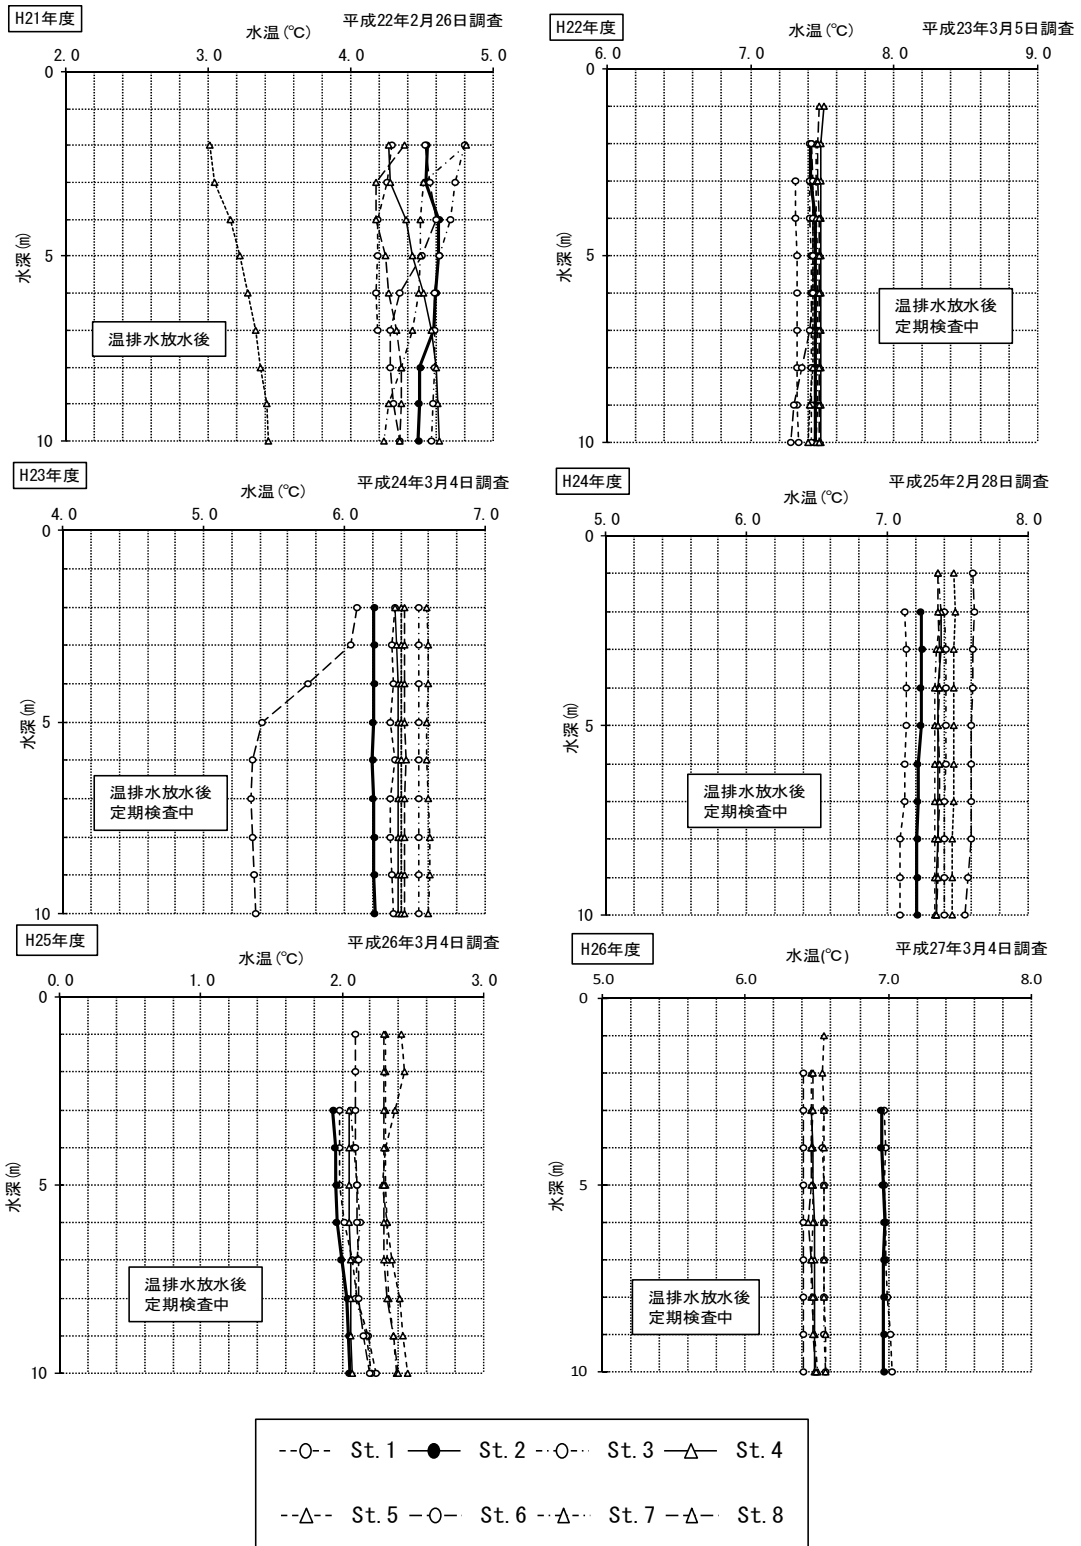 H21年度
平成22年2月26日調査
水温(℃)
2.0 3.0 4.0 5.0
0
5
10
水深(m)
温排水放水後
H22年度
平成23年3月5日調査
水温(℃)
6.0 7.0 8.0 9.0
0
5
10
水深(m)
温排水放水後
定期検査中
H23年度
平成24年3月4日調査
水温(℃)
4.0 5.0 6.0 7.0
0
5
10
水深(m)
温排水放水後
定期検査中
H24年度
平成25年2月28日調査
水温(℃)
5.0 6.0 7.0 8.0
0
5
10
水深(m)
温排水放水後
定期検査中
H25年度
平成26年3月4日調査
水温(℃)
0.0 1.0 2.0 3.0
0
5
10
水深(m)
温排水放水後
定期検査中
H26年度
平成27年3月4日調査
水温(℃)
5.0 6.0 7.0 8.0
0
5
10
水深(m)
温排水放水後
定期検査中
St.1 St.2 St.3 St.4
St.5 St.6 St.7 St.8